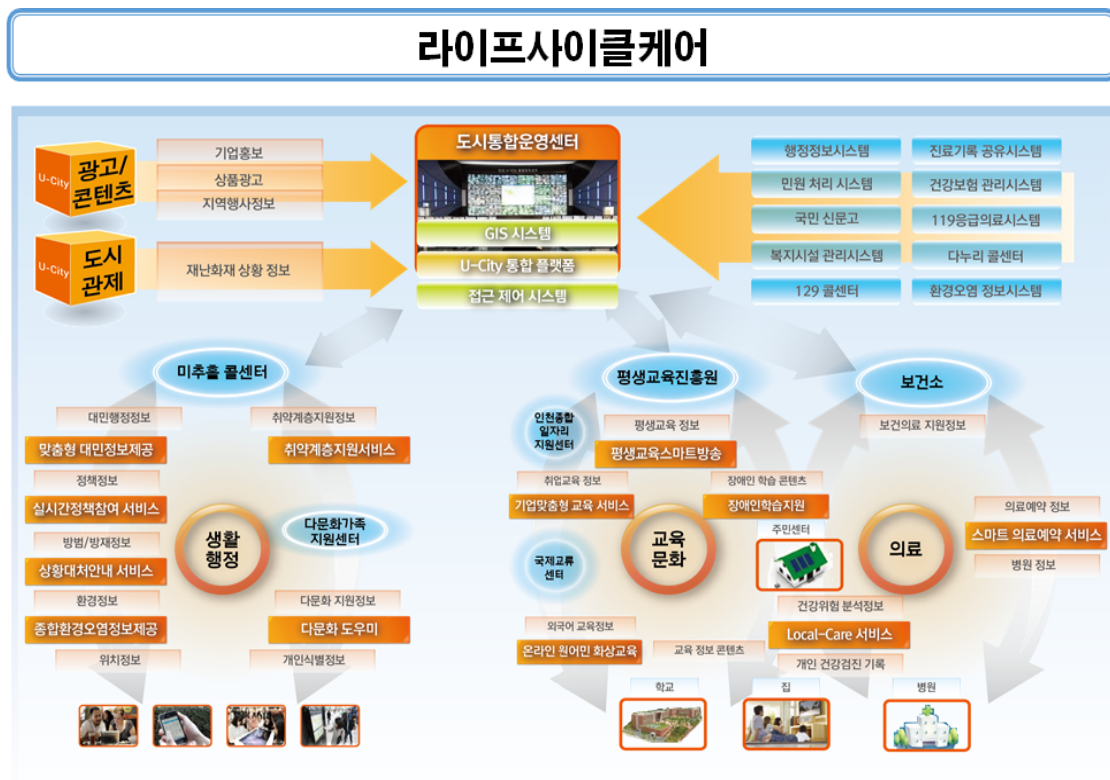 라이프사이클케어
U-City
광고/
콘텐츠
기업홍보
상품광고
지역행사정보
U-City
도시
관제
재난화재 상황 정보
도시통합운영센터
GIS 시스템
U-City 통합 플랫폼
접근 제어 시스템
행정정보시스템
진료기록 공유시스템
민원 처리 시스템
건강보험 관리시스템
국민 신문고
119응급의료시스템
복지시설 관리시스템
다누리 콜센터
129 콜센터
환경오염 정보시스템
미추홀 콜센터
대민행정정보
취약계층지원정보
맞춤형 대민정보제공
취약계층지원서비스
정책정보
실시간정책참여 서비스
방범/방재정보
상황대처안내 서비스
환경정보
종합환경오염정보제공
위치정보
생활
행정
다문화가족
지원센터
다문화 지원정보
다문화 도우미
개인식별정보
평생교육진흥원
인천종합
일자리
지원센터
평생교육 정보
평생교육스마트방송
취업교육 정보
기업맞춤형 교육 서비스
장애인 학습 콘텐츠
장애인학습지원
교육
문화
국제교류
센터
주민센터
외국어 교육정보
온라인 원어민 화상교육
교육 정보 콘텐츠
학교
집
보건소
보건의료 지원정보
의료
의료예약 정보
스마트 의료예약 서비스
병원 정보
건강위험 분석정보
Local-Care 서비스
개인 건강검진 기록
병원